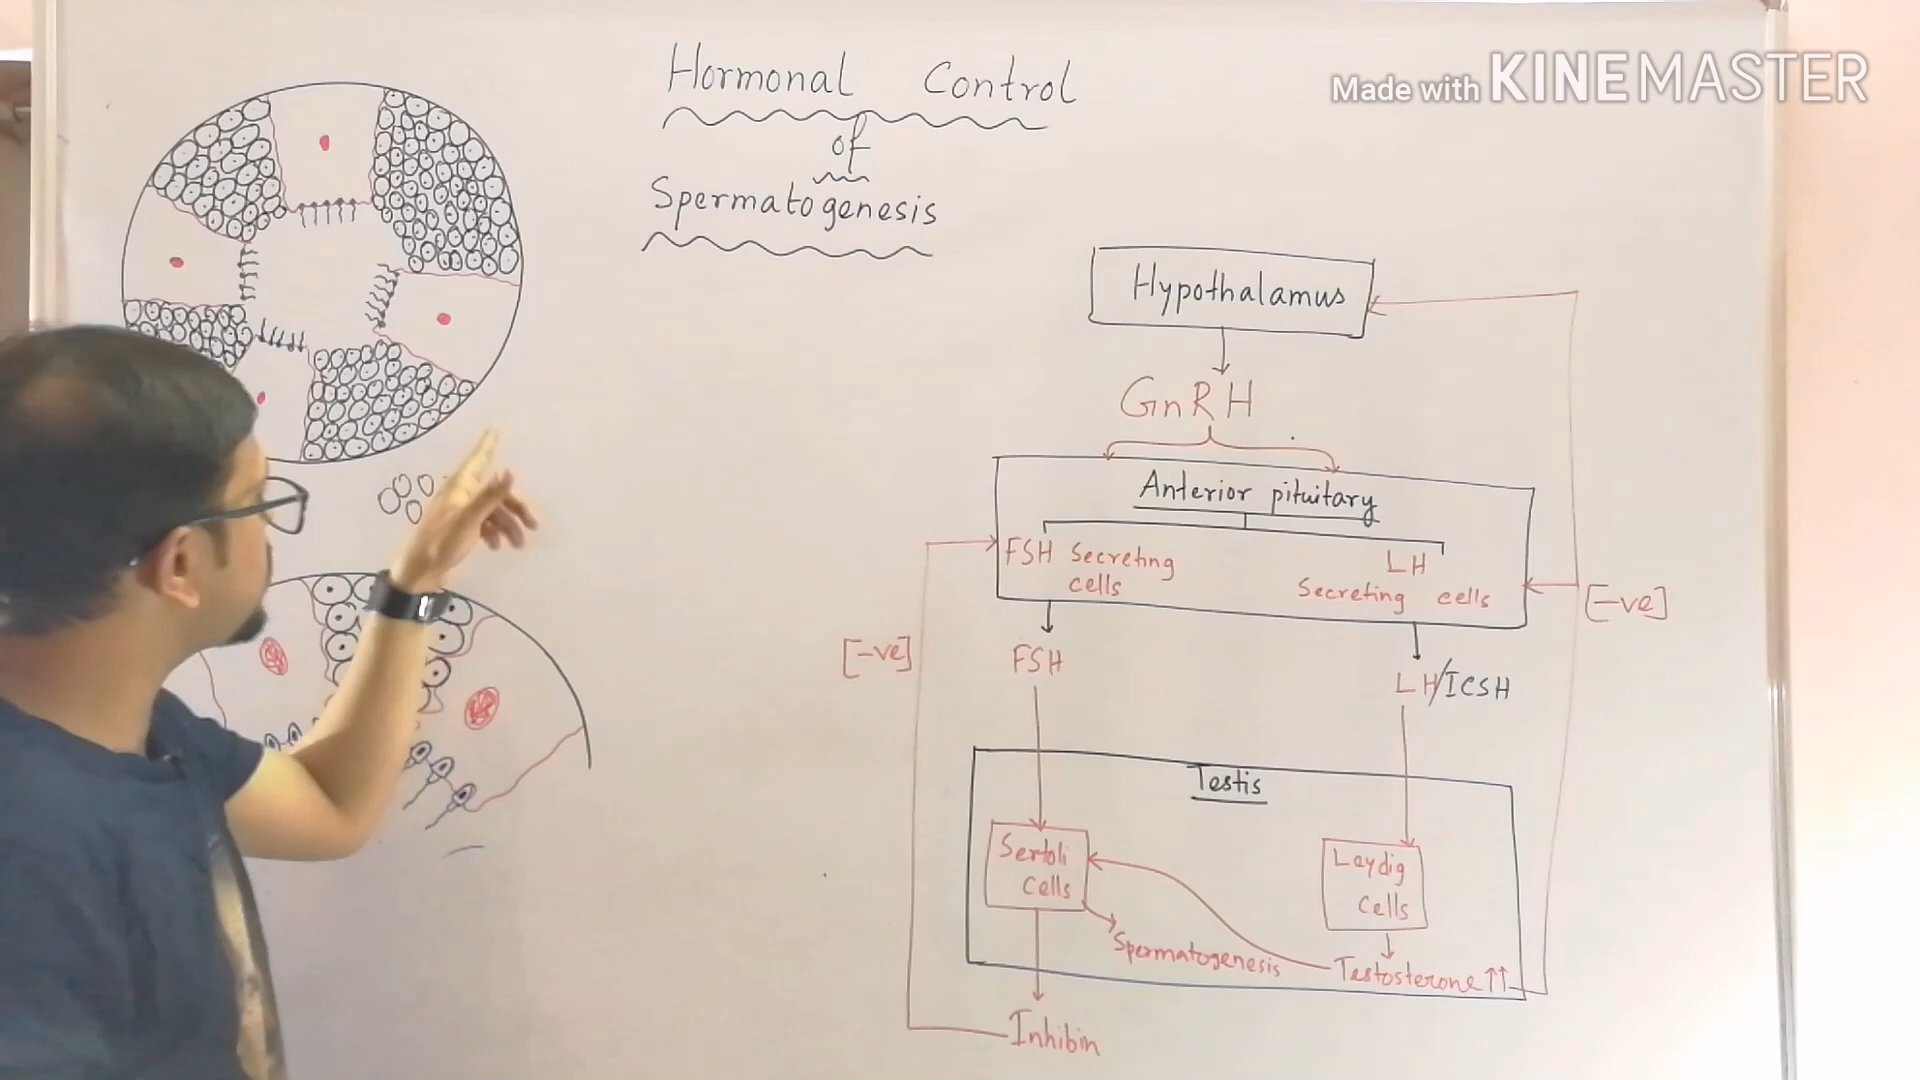 Made with KINEMASTER
Hormonal Control
of
Spermatogenesis
Hypothalamus
GnRH
Anterior pituitary
FSH Secreting
cells
LH
Secreting cells
[-ve]
[-ve]
FSH
LH/ICSH
Testis
Sertoli
Cells
Leydig
Cells
Spermatogenesis
Testosterone ↑↑
Inhibin